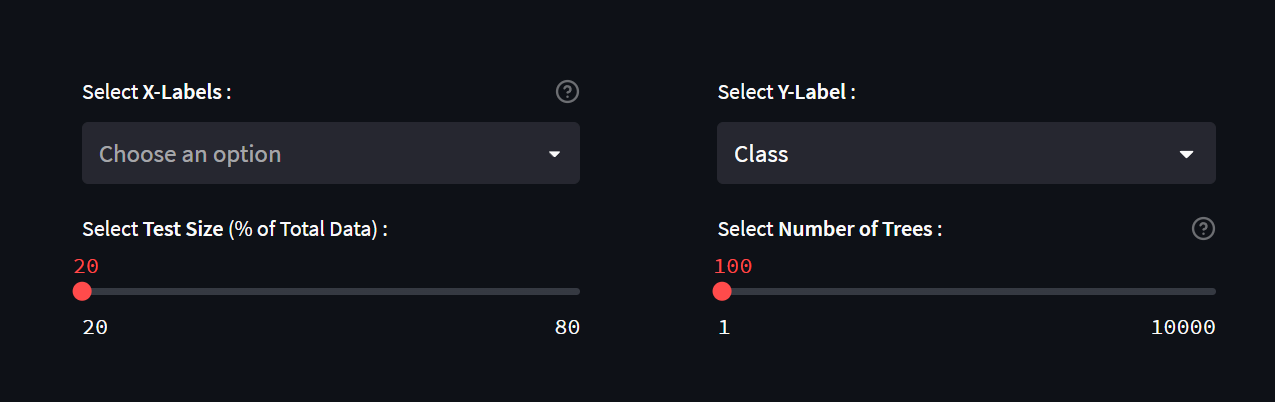 Select X-Labels :
?
Select Y-Label :
Choose an option
Class
Select Test Size (% of Total Data) :
Select Number of Trees :
?
20
100
20
80
1
10000